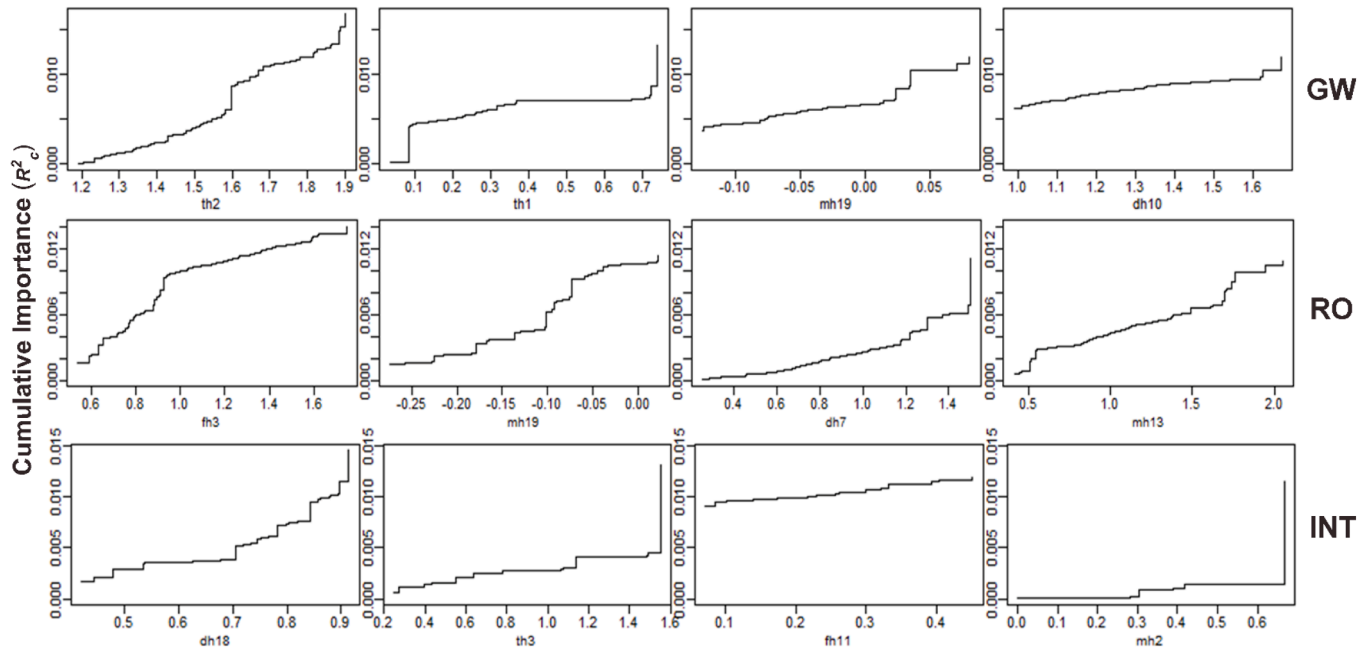 Cumulative Importance (R²c)
0.000 0.010
1.2 1.3 1.4 1.5 1.6 1.7 1.8 1.9
th2
0.000 0.010
0.1 0.2 0.3 0.4 0.5 0.6 0.7
th1
0.000 0.010
-0.10 -0.05 0.00 0.05
mh19
0.000 0.010
1.0 1.1 1.2 1.3 1.4 1.5 1.6
dh10
GW
0.000 0.006 0.012
0.6 0.8 1.0 1.2 1.4 1.6
fh3
0.000 0.006 0.012
-0.25 -0.20 -0.15 -0.10 -0.05 0.00
mh19
0.000 0.006 0.012
0.4 0.6 0.8 1.0 1.2 1.4
dh7
0.000 0.006 0.012
0.5 1.0 1.5 2.0
mh13
RO
0.000 0.005 0.010 0.015
0.5 0.6 0.7 0.8 0.9
dh18
0.000 0.005 0.010 0.015
0.2 0.4 0.6 0.8 1.0 1.2 1.4 1.6
th3
0.000 0.005 0.010 0.015
0.1 0.2 0.3 0.4
fh11
0.000 0.005 0.010 0.015
0.0 0.1 0.2 0.3 0.4 0.5 0.6
mh2
INT